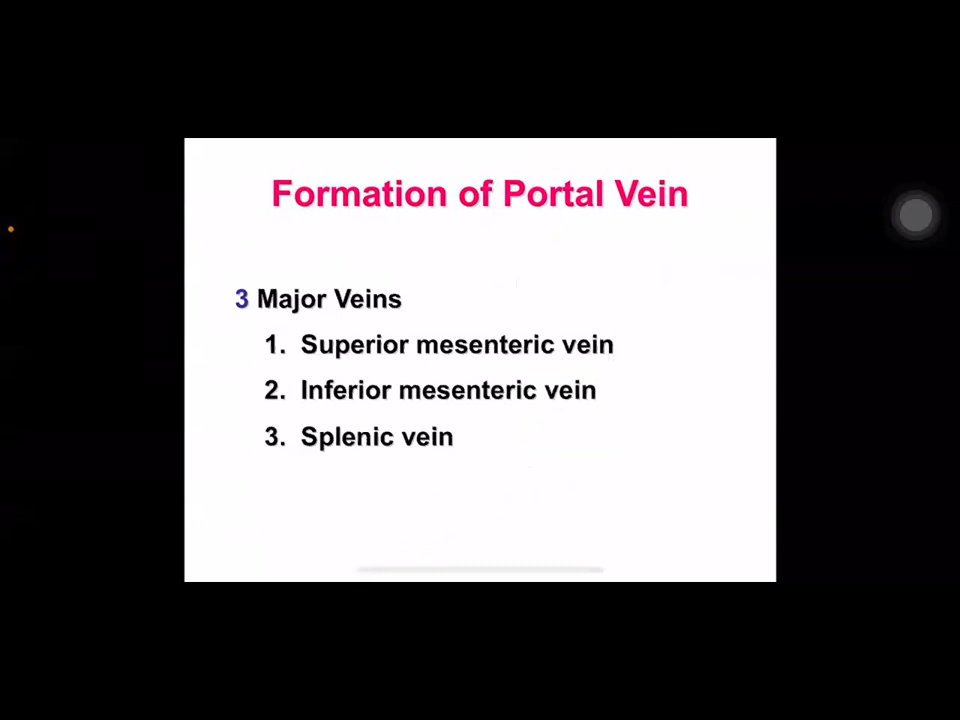 Formation of Portal Vein
3 Major Veins
1. Superior mesenteric vein
2. Inferior mesenteric vein
3. Splenic vein